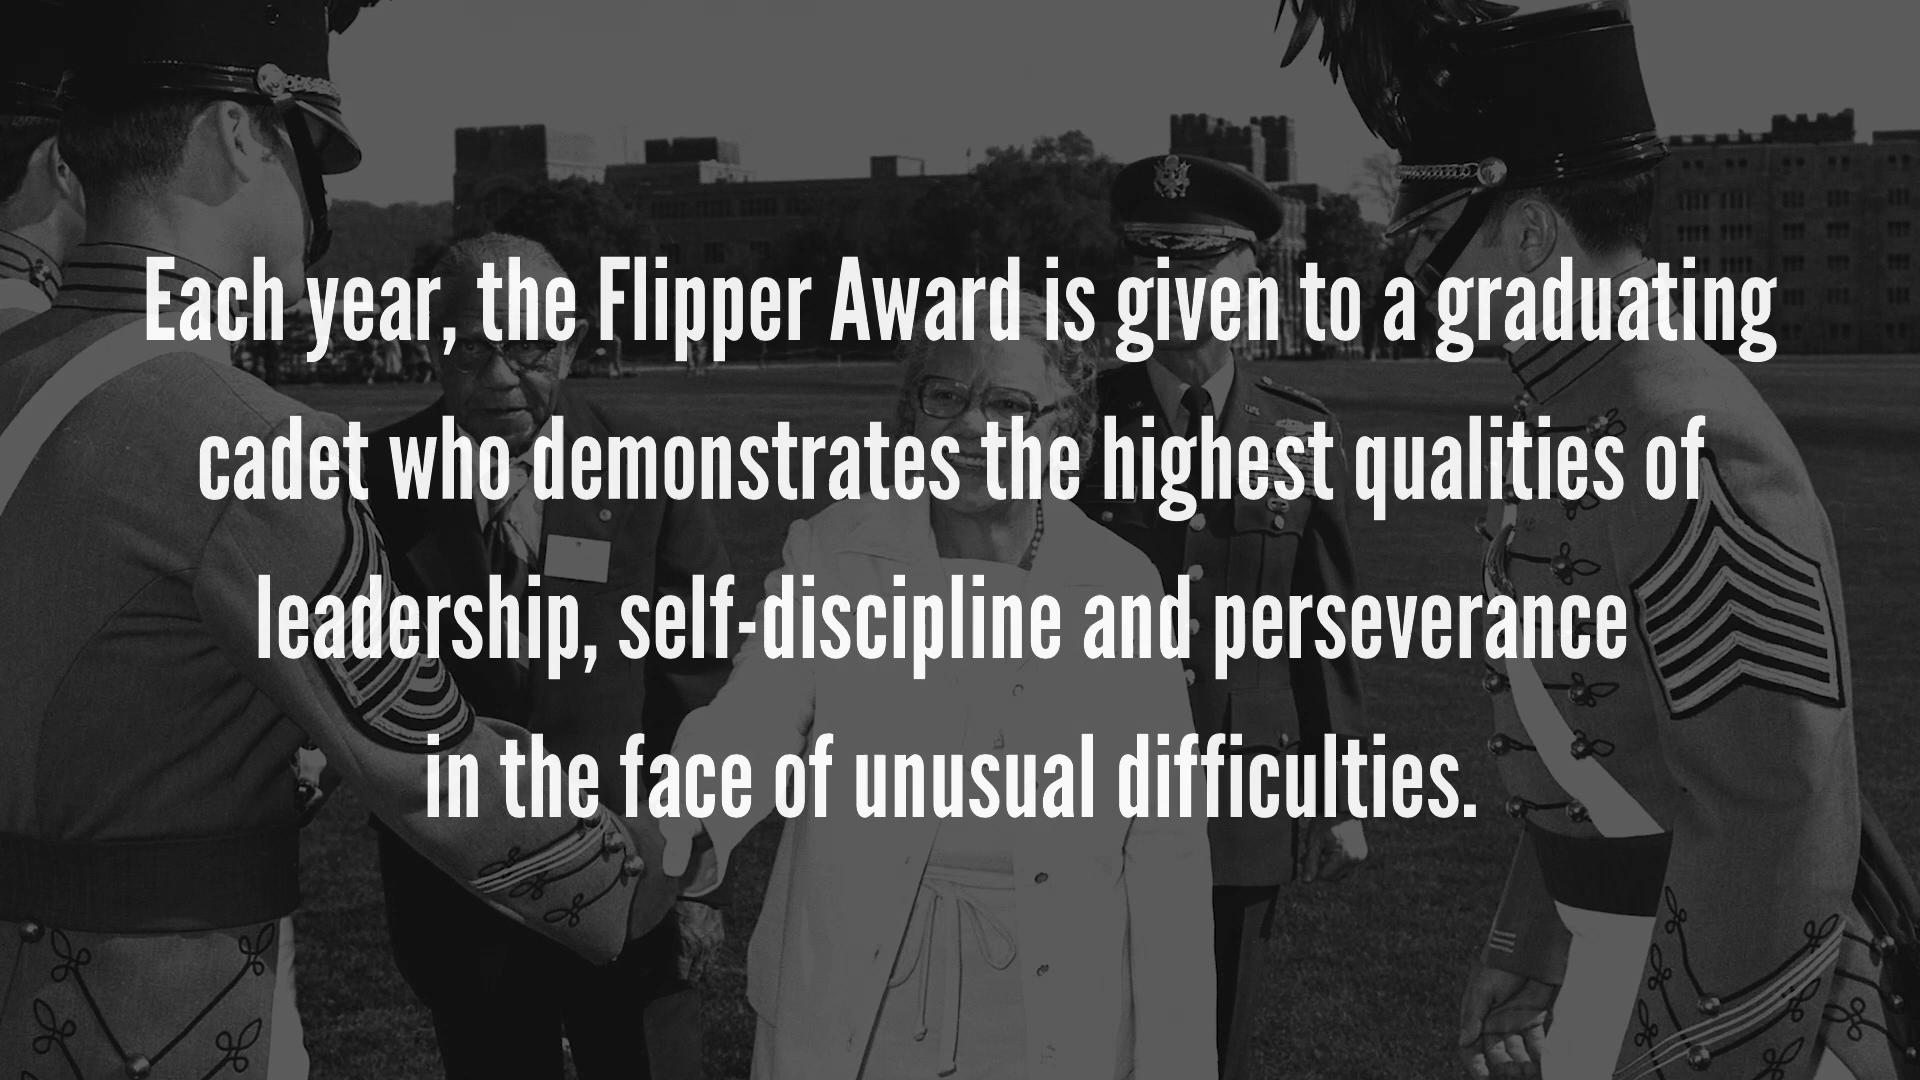 Each year, the Flipper Award is given to a graduating
cadet who demonstrates the highest qualities of
leadership, self-discipline and perseverance
in the face of unusual difficulties.